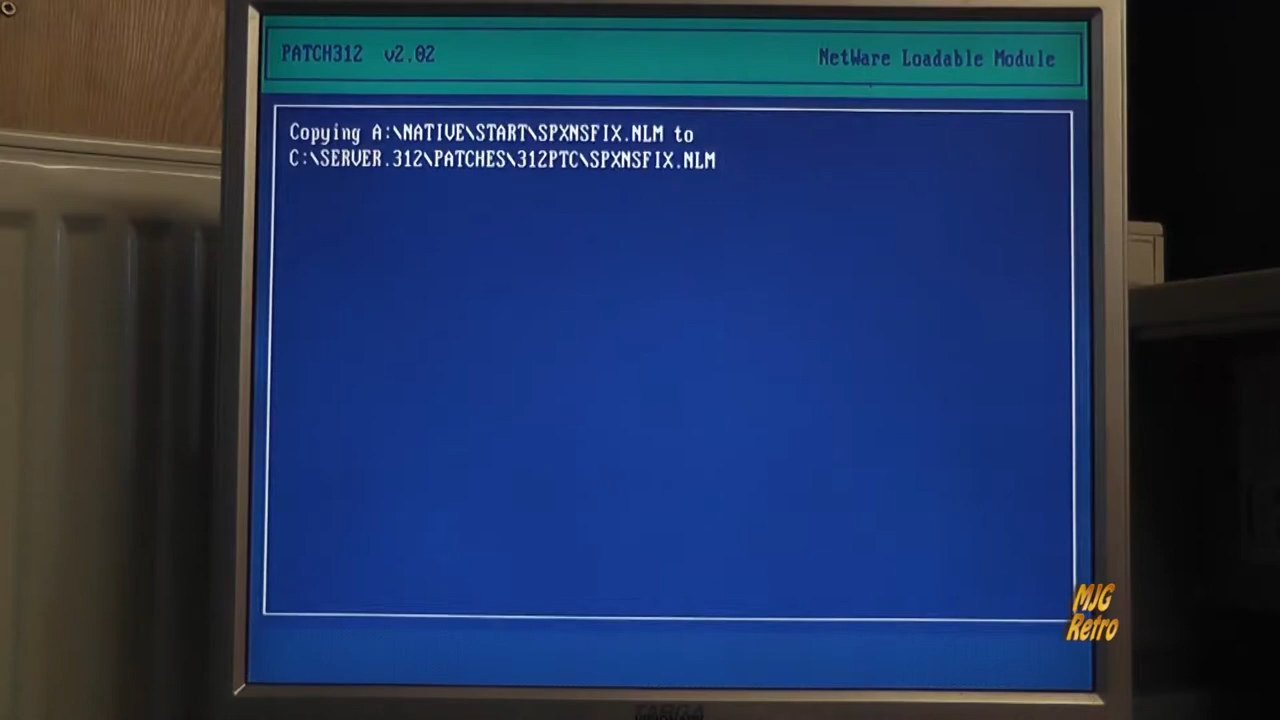 PATCH312 v2.02
NetWare Loadable Module
Copying A:\NATIVE\START\SPXNSFIX.NLM to
C:\SERVER.312\PATCHES\312PTC\SPXNSFIX.NLM
MJG
Retro